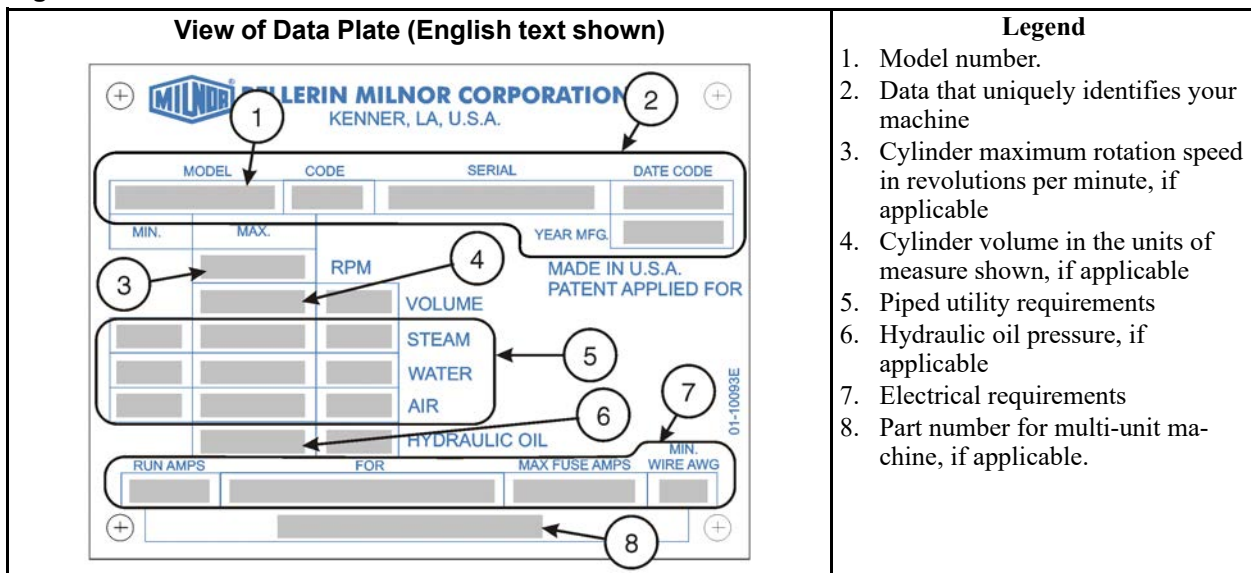 View of Data Plate (English text shown)
MILNOR®
LLERIN MILNOR CORPORATION
KENNER, LA, U.S.A.
1
2
MODEL CODE SERIAL DATE CODE
MIN. MAX. YEAR MFG.
3
RPM
4
MADE IN U.S.A.
PATENT APPLIED FOR
VOLUME
STEAM
5
WATER
AIR
7
01-10093E
6
HYDRAULIC OIL
RUN AMPS FOR MAX FUSE AMPS MIN.
WIRE AWG
8
Legend
1. Model number.
2. Data that uniquely identifies your
machine
3. Cylinder maximum rotation speed
in revolutions per minute, if
applicable
4. Cylinder volume in the units of
measure shown, if applicable
5. Piped utility requirements
6. Hydraulic oil pressure, if
applicable
7. Electrical requirements
8. Part number for multi-unit ma-
chine, if applicable.